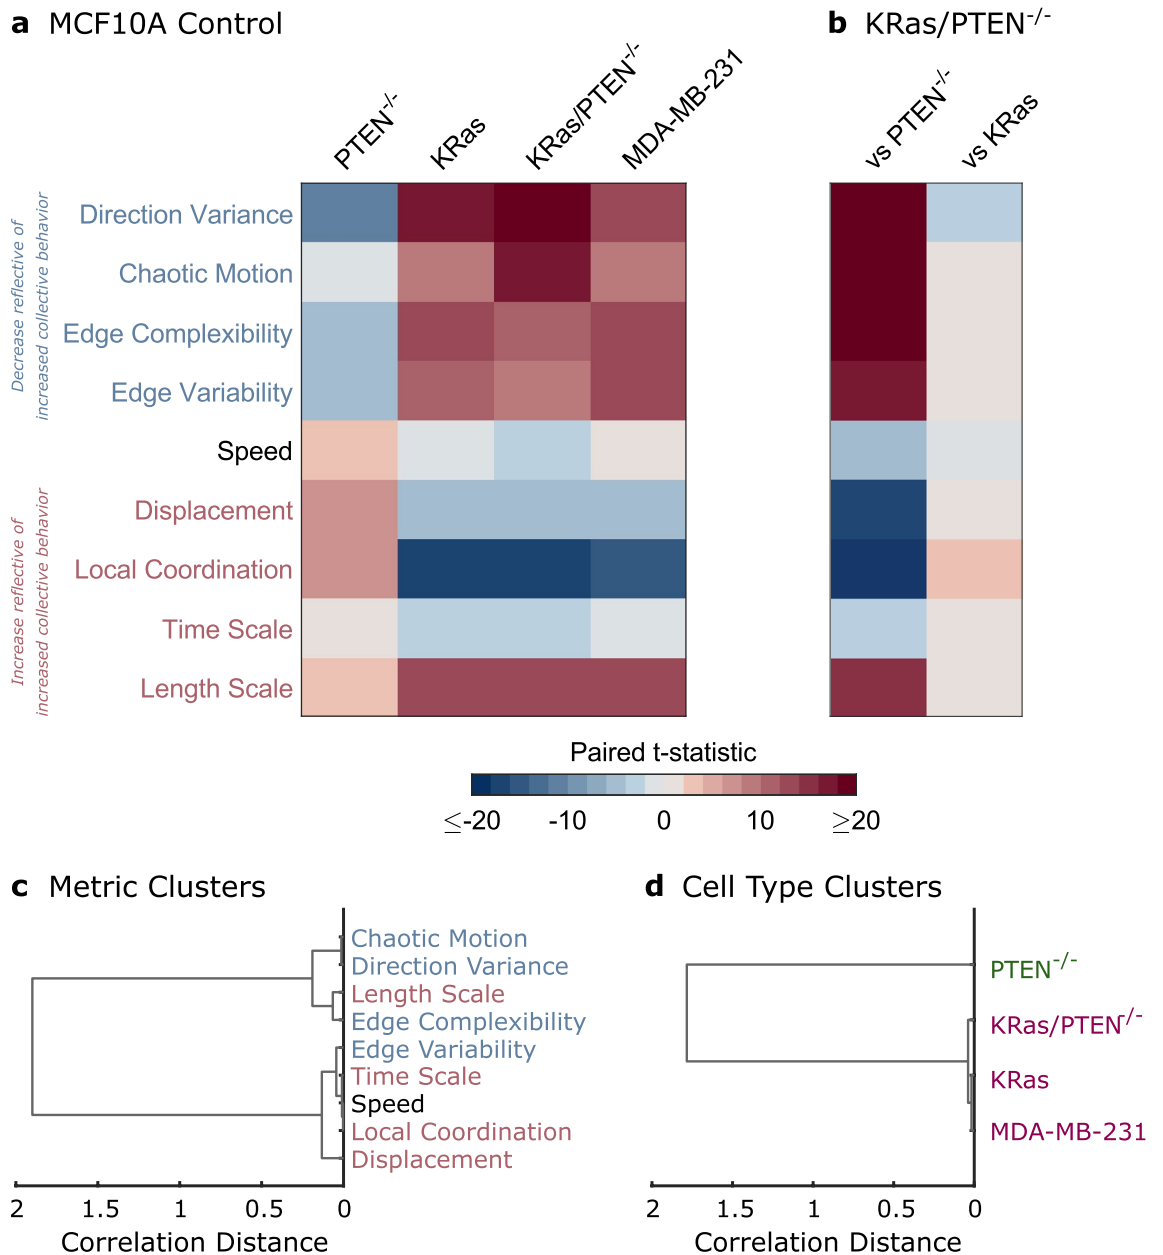 a MCF10A Control
b KRas/PTEN-/-
PTEN-/-
KRas
KRas/PTEN-/-
MDA-MB-231
vs PTEN-/-
vs KRas
Decrease reflective of
increased collective behavior
Direction Variance
Chaotic Motion
Edge Complexibility
Edge Variability
Speed
Increase reflective of
increased collective behavior
Displacement
Local Coordination
Time Scale
Length Scale
Paired t-statistic
≤-20 -10 0 10 ≥20
c Metric Clusters
Chaotic Motion
Direction Variance
Length Scale
Edge Complexibility
Edge Variability
Time Scale
Speed
Local Coordination
Displacement
2 1.5 1 0.5 0
Correlation Distance
d Cell Type Clusters
PTEN-/-
KRas/PTEN-/-
KRas
MDA-MB-231
2 1.5 1 0.5 0
Correlation Distance